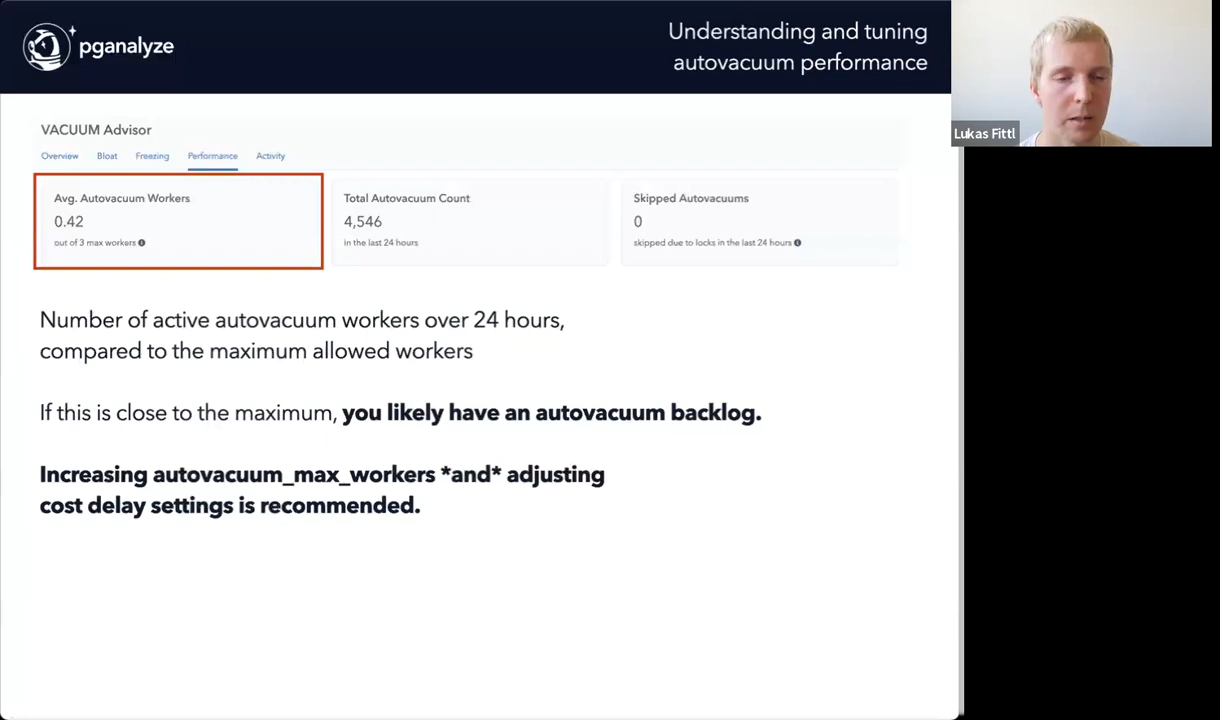 pganalyze
Understanding and tuning
autovacuum performance
Lukas Fittl
VACUUM Advisor
Overview Bloat Freezing Performance Activity
Avg. Autovacuum Workers
0.42
out of 3 max workers
Total Autovacuum Count
4,546
in the last 24 hours
Skipped Autovacuums
0
skipped due to locks in the last 24 hours
Number of active autovacuum workers over 24 hours,
compared to the maximum allowed workers
If this is close to the maximum, you likely have an autovacuum backlog.
Increasing autovacuum_max_workers *and* adjusting
cost delay settings is recommended.